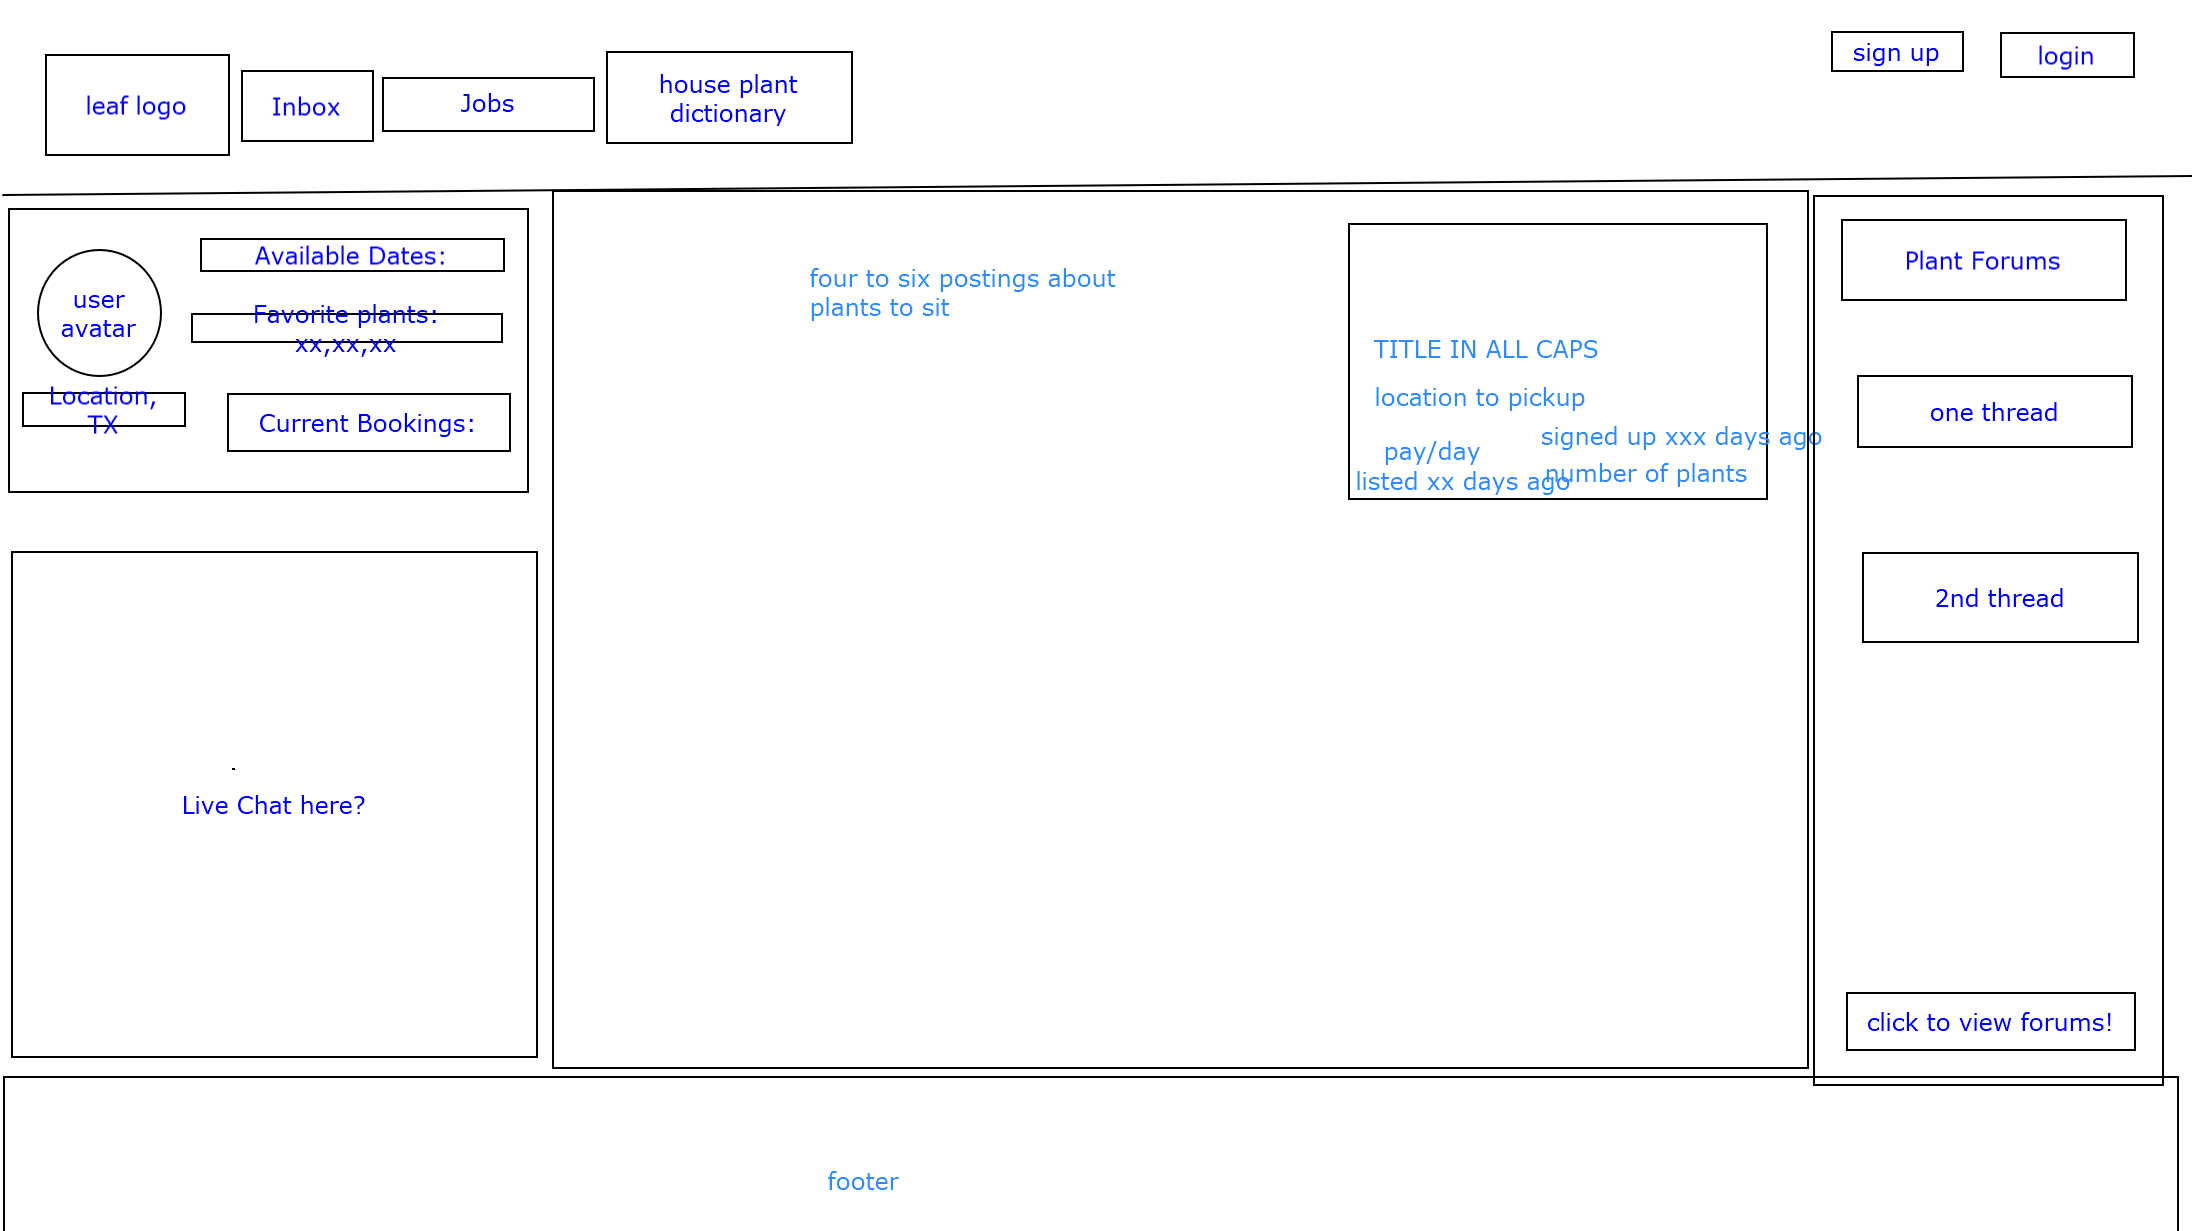 leaf logo
Inbox
Jobs
house plant
dictionary
sign up
login
user
avatar
Location,
TX
Available Dates:
Favorite plants:
xx,xx,xx
Current Bookings:
Live Chat here?
four to six postings about
plants to sit
TITLE IN ALL CAPS
location to pickup
pay/day
signed up xxx days ago
listed xx days ago
number of plants
Plant Forums
one thread
2nd thread
click to view forums!
footer